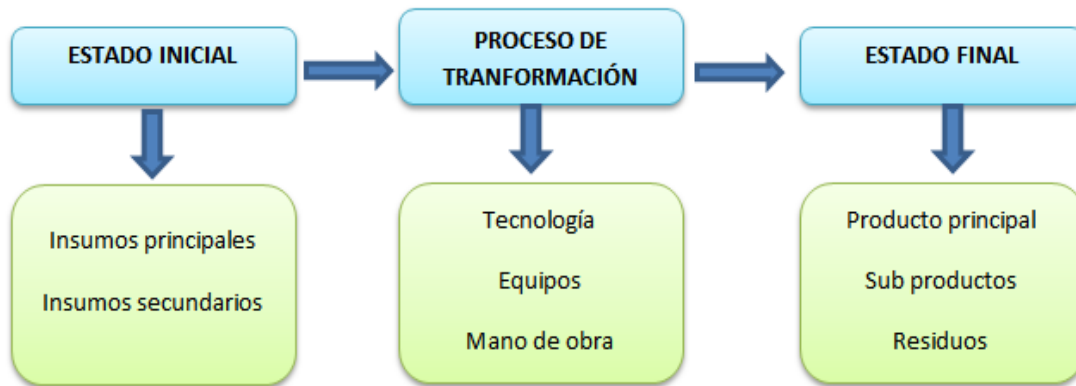 ESTADO INICIAL
PROCESO DE
TRANFORMACIÓN
ESTADO FINAL
Insumos principales
Insumos secundarios
Tecnología
Equipos
Mano de obra
Producto principal
Sub productos
Residuos